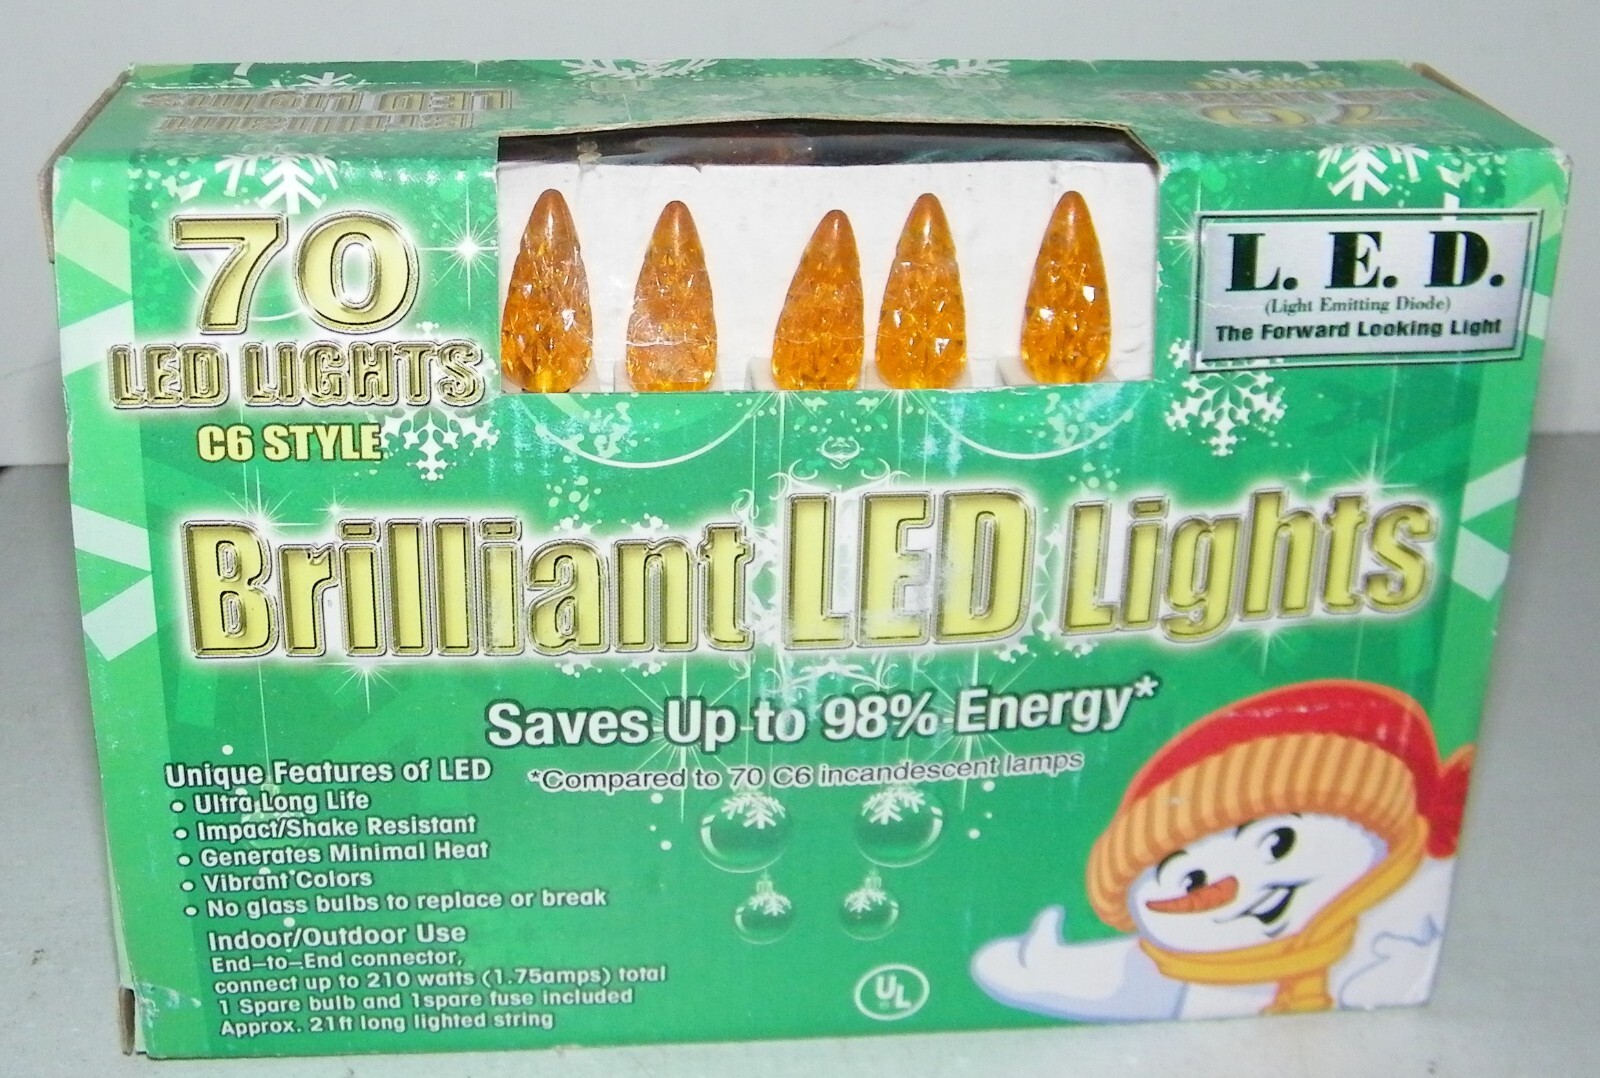 70
LED LIGHTS
C6 STYLE
L. E. D.
(Light Emitting Diode)
The Forward Looking Light
Brilliant LED Lights
Saves Up to 98% Energy*
*Compared to 70 C6 incandescent lamps
Unique Features of LED
• Ultra Long Life
• Impact/Shake Resistant
• Generates Minimal Heat
• Vibrant Colors
• No glass bulbs to replace or break
Indoor/Outdoor Use
End-to-End connector,
connect up to 210 watts (1.75amps) total
1 Spare bulb and 1spare fuse included
Approx. 21ft long lighted string
UL
Brilliant
LED Lights
70